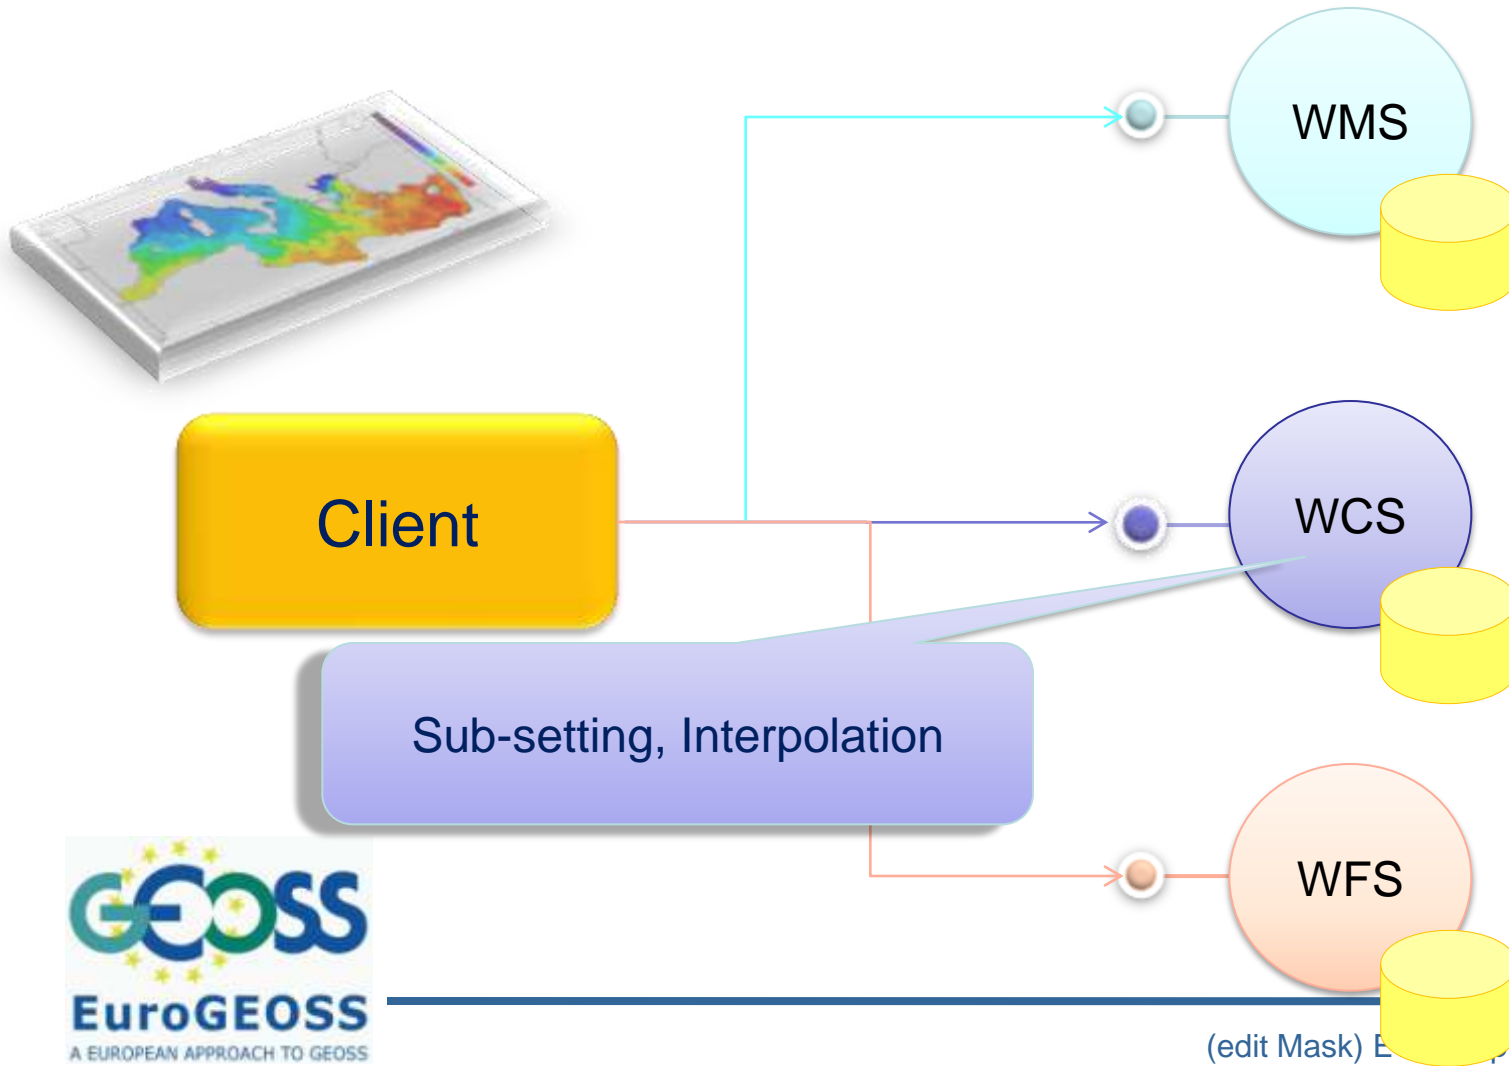 WMS
Client
WCS
Sub-setting, Interpolation
WFS
GEOSS
EuroGEOSS
A EUROPEAN APPROACH TO GEOSS
(edit Mask)